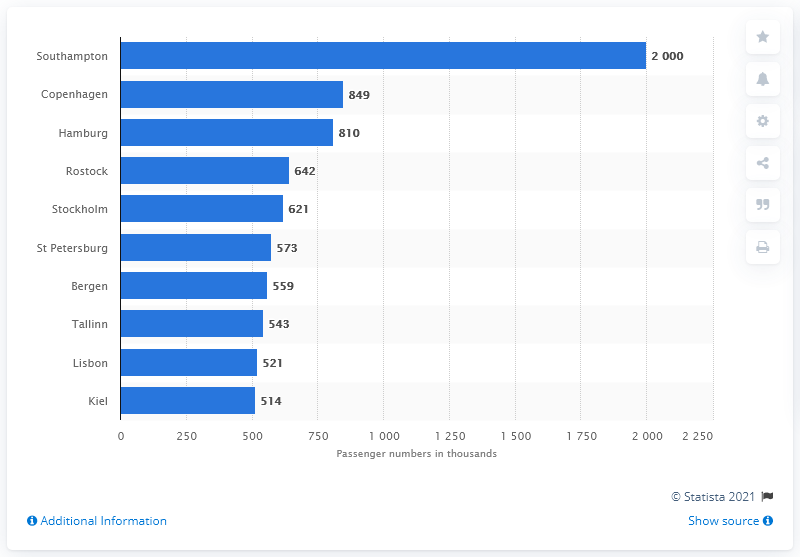 Southampton 2 000
Copenhagen 849
Hamburg 810
Rostock 642
Stockholm 621
St Petersburg 573
Bergen 559
Tallinn 543
Lisbon 521
Kiel 514
0 250 500 750 1 000 1 250 1 500 1 750 2 000 2 250
Passenger numbers in thousands
© Statista 2021
Additional Information Show source